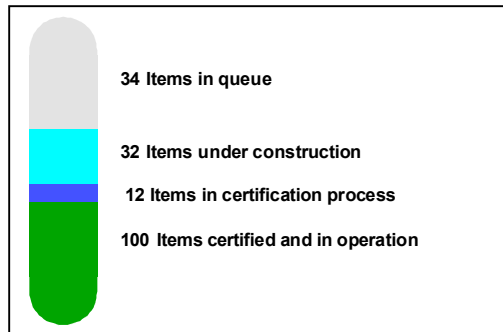 34 Items in queue
32 Items under construction
12 Items in certification process
100 Items certified and in operation